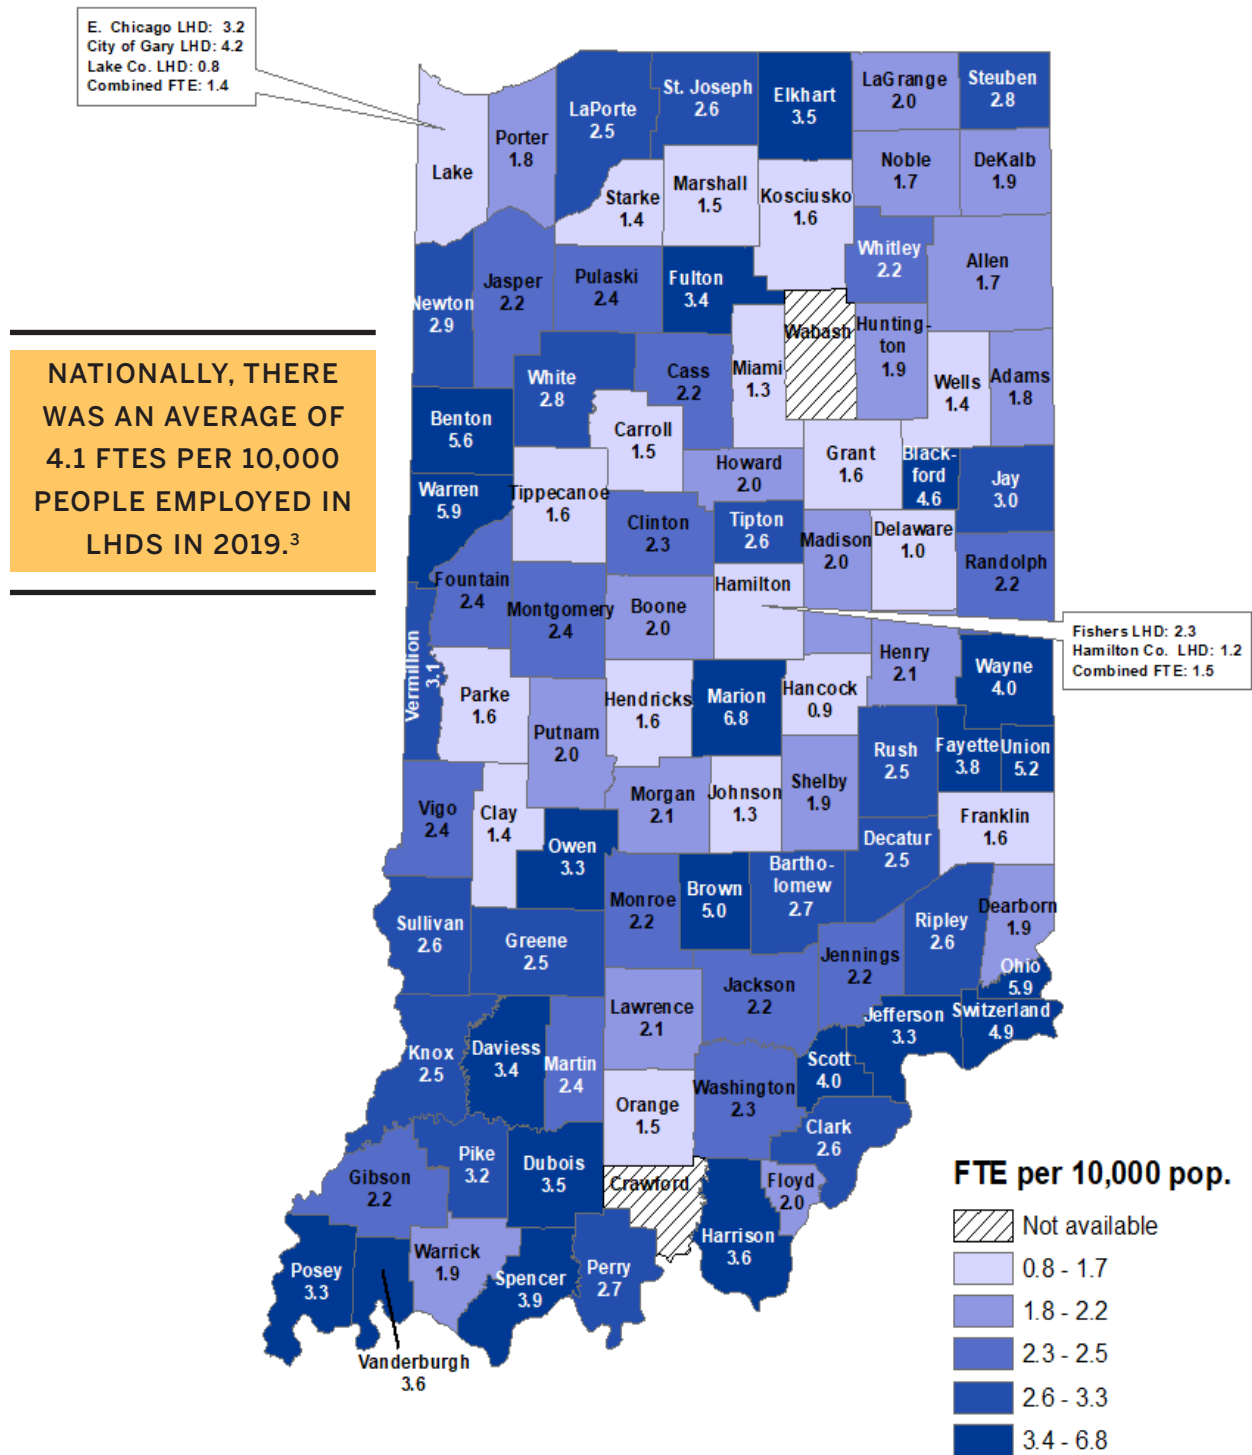 E. Chicago LHD: 3.2
City of Gary LHD: 4.2
Lake Co. LHD: 0.8
Combined FTE: 1.4
Lake
Porter
1.8
LaPorte
2.5
St. Joseph
2.6
Elkhart
3.5
LaGrange
2.0
Steuben
2.8
Starke
1.4
Marshall
1.5
Kosciusko
1.6
Noble
1.7
DeKalb
1.9
Newton
2.9
Jasper
2.2
Pulaski
2.4
Fulton
3.4
Whitley
2.2
Allen
1.7
NATIONALLY, THERE
WAS AN AVERAGE OF
4.1 FTES PER 10,000
PEOPLE EMPLOYED IN
LHDS IN 2019.³
White
2.8
Cass
2.2
Miami
1.3
Wabash
Hunting-
ton
1.9
Wells
1.4
Adams
1.8
Benton
5.6
Carroll
1.5
Howard
2.0
Grant
1.6
Black-
ford
4.6
Jay
3.0
Warren
5.9
Tippecanoe
1.6
Clinton
2.3
Tipton
2.6
Madison
2.0
Delaware
1.0
Randolph
2.2
Fountain
2.4
Montgomery
2.4
Boone
2.0
Hamilton
Fishers LHD: 2.3
Hamilton Co. LHD: 1.2
Combined FTE: 1.5
Vermillion
3.1
Parke
1.6
Putnam
2.0
Hendricks
1.6
Marion
6.8
Hancock
0.9
Henry
2.1
Wayne
4.0
Rush
2.5
Fayette
3.8
Union
5.2
Vigo
2.4
Clay
1.4
Owen
3.3
Morgan
2.1
Johnson
1.3
Shelby
1.9
Decatur
2.5
Franklin
1.6
Sullivan
2.6
Greene
2.5
Monroe
2.2
Brown
5.0
Bartho-
lomew
2.7
Jennings
2.2
Ripley
2.6
Dearborn
1.9
Ohio
5.9
Knox
2.5
Daviess
3.4
Martin
2.4
Lawrence
2.1
Jackson
2.2
Jefferson
3.3
Switzerland
4.9
Scott
4.0
Orange
1.5
Washington
2.3
Clark
2.6
Gibson
2.2
Pike
3.2
Dubois
3.5
Crawford
Floyd
2.0
Harrison
3.6
Posey
3.3
Warrick
1.9
Spencer
3.9
Perry
2.7
Vanderburgh
3.6
FTE per 10,000 pop.
Not available
0.8 - 1.7
1.8 - 2.2
2.3 - 2.5
2.6 - 3.3
3.4 - 6.8